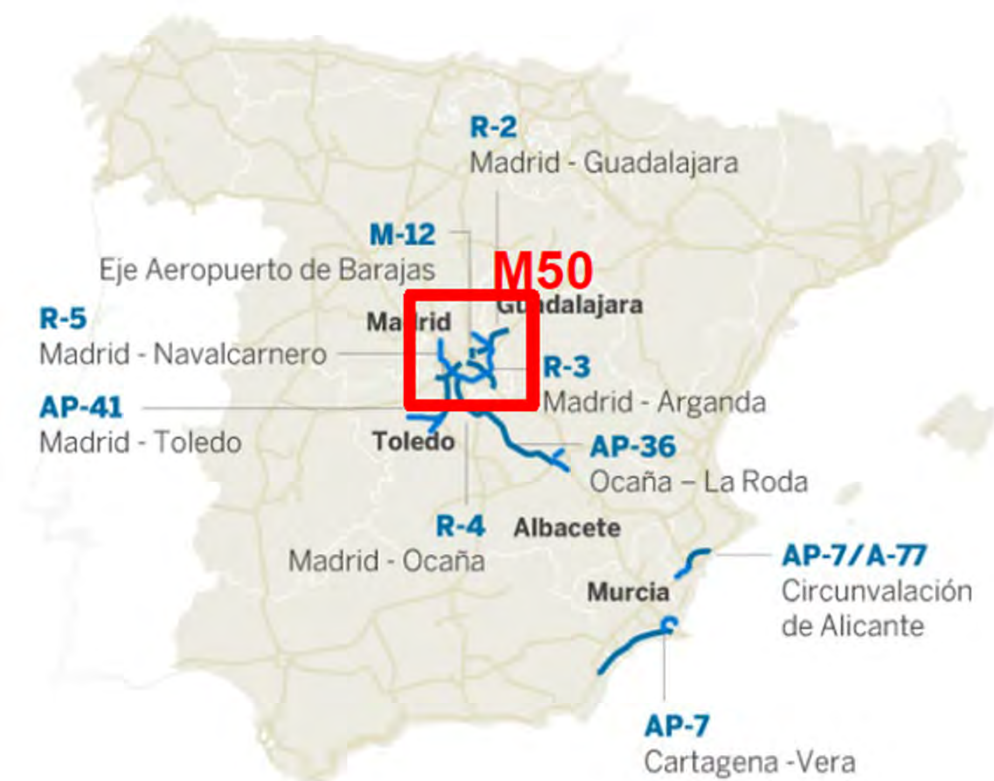 R-2
Madrid - Guadalajara
M-12
Eje Aeropuerto de Barajas
M50
Guadalajara
R-5
Madrid
Madrid - Navalcarnero
R-3
AP-41
Madrid - Arganda
Madrid - Toledo
Toledo
AP-36
Ocaña – La Roda
R-4
Albacete
Madrid - Ocaña
AP-7/A-77
Murcia
Circunvalación
de Alicante
AP-7
Cartagena -Vera